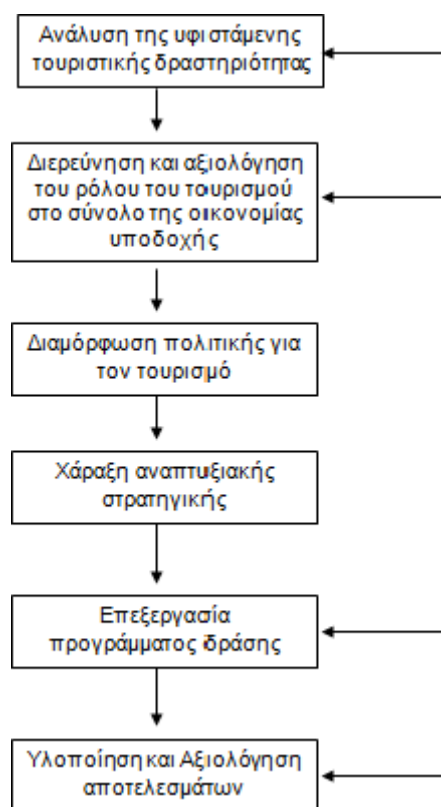 Ανάλυση της υφιστάμενης
τουριστικής δραστηριότητας
Διερεύνηση και αξιολόγηση
του ρόλου του τουρισμού
στο σύνολο της οικονομίας
υποδοχής
Διαμόρφωση πολιτικής για
τον τουρισμό
Χάραξη αναπτυξιακής
στρατηγικής
Επεξεργασία
προγράμματος δράσης
Υλοποίηση και Αξιολόγηση
αποτελεσμάτων